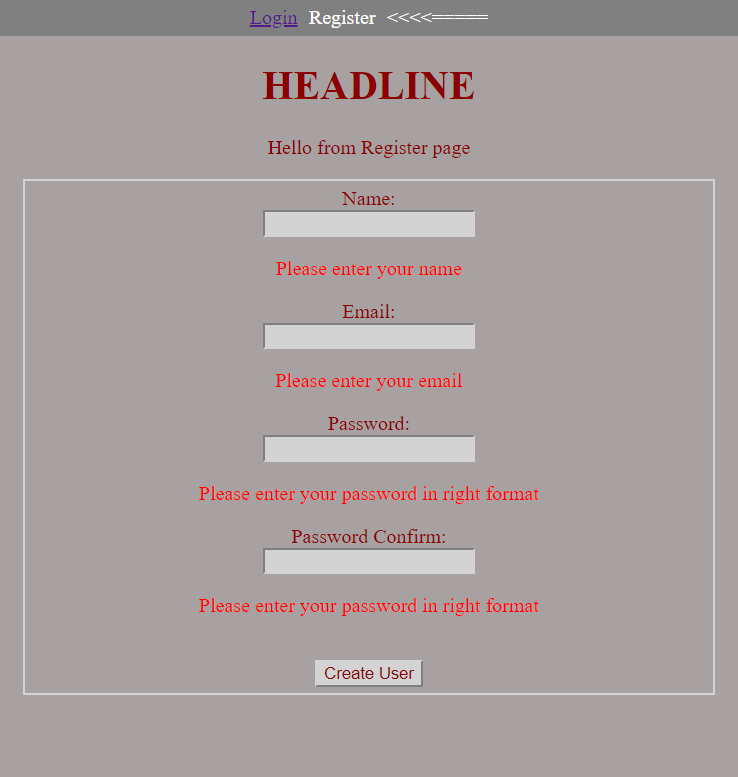 Login Register <<<<=====
HEADLINE
Hello from Register page
Name:
Please enter your name
Email:
Please enter your email
Password:
Please enter your password in right format
Password Confirm:
Please enter your password in right format
Create User